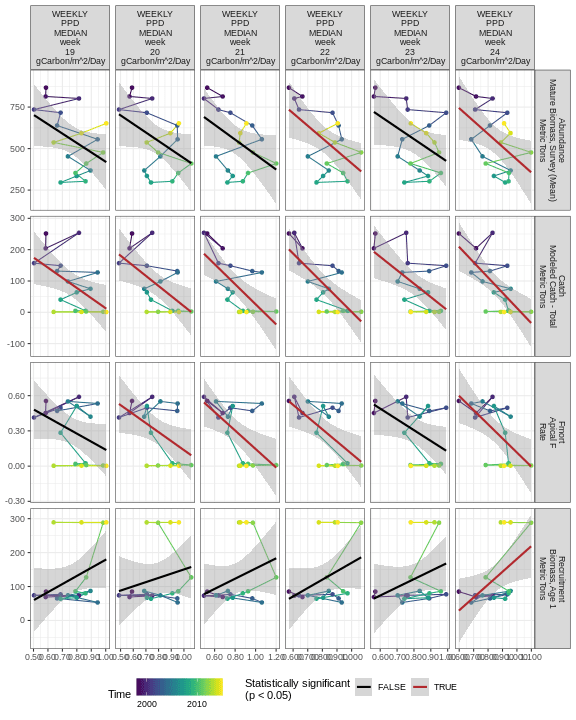 WEEKLY
PPD
MEDIAN
week
19
gCarbon/m^2/Day
WEEKLY
PPD
MEDIAN
week
20
gCarbon/m^2/Day
WEEKLY
PPD
MEDIAN
week
21
gCarbon/m^2/Day
WEEKLY
PPD
MEDIAN
week
22
gCarbon/m^2/Day
WEEKLY
PPD
MEDIAN
week
23
gCarbon/m^2/Day
WEEKLY
PPD
MEDIAN
week
24
gCarbon/m^2/Day
750
500
250
Abundance
Mature Biomass, Survey (Mean)
Metric Tons
300
200
100
0
-100
Catch
Modeled Catch - Total
Metric Tons
0.60
0.30
0.00
-0.30
Fmort
Apical F
Rate
300
200
100
0
Recruitment
Biomass, Age 1
Metric Tons
0.60 0.80 1.00
Time
2000 2010
Statistically significant
(p < 0.05)
FALSE
TRUE